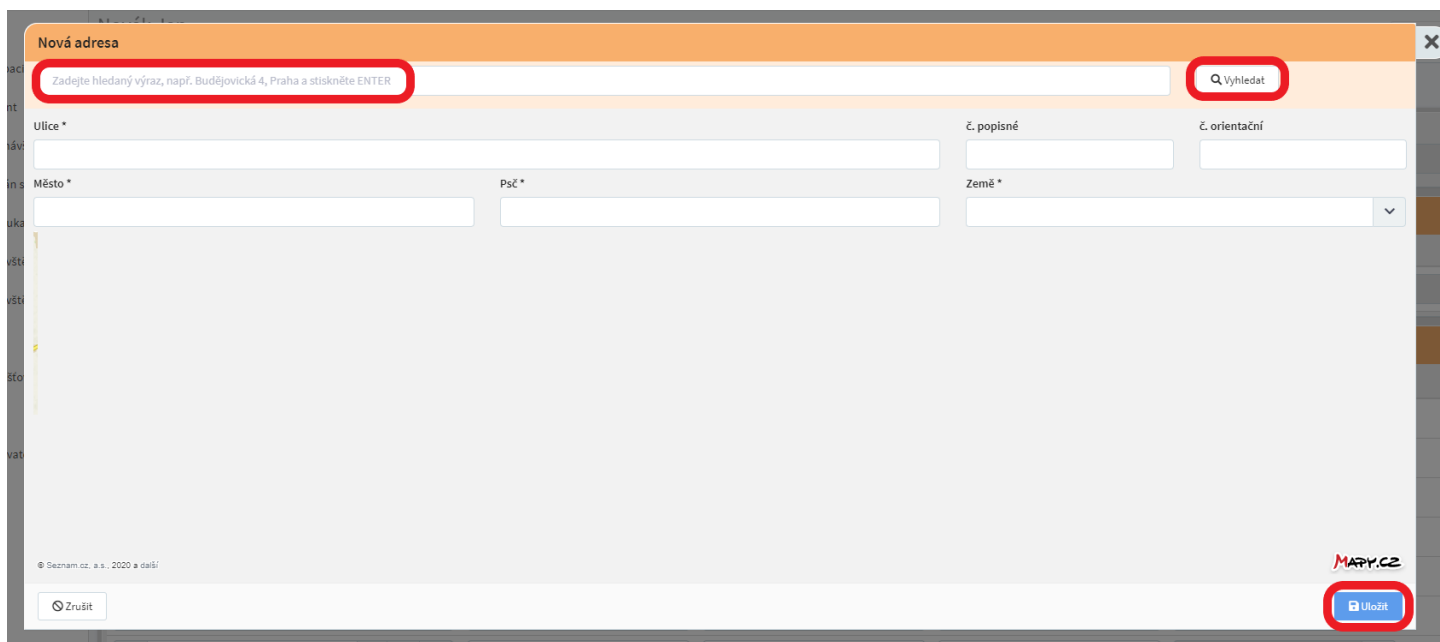 Nová adresa
Zadejte hledaný výraz, např. Budějovická 4, Praha a stiskněte ENTER
Vyhledat
Ulice *
č. popisné
č. orientační
Město *
Psč *
Země *
© Seznam.cz, a.s., 2020 a další
MAPY.CZ
Zrušit
Uložit